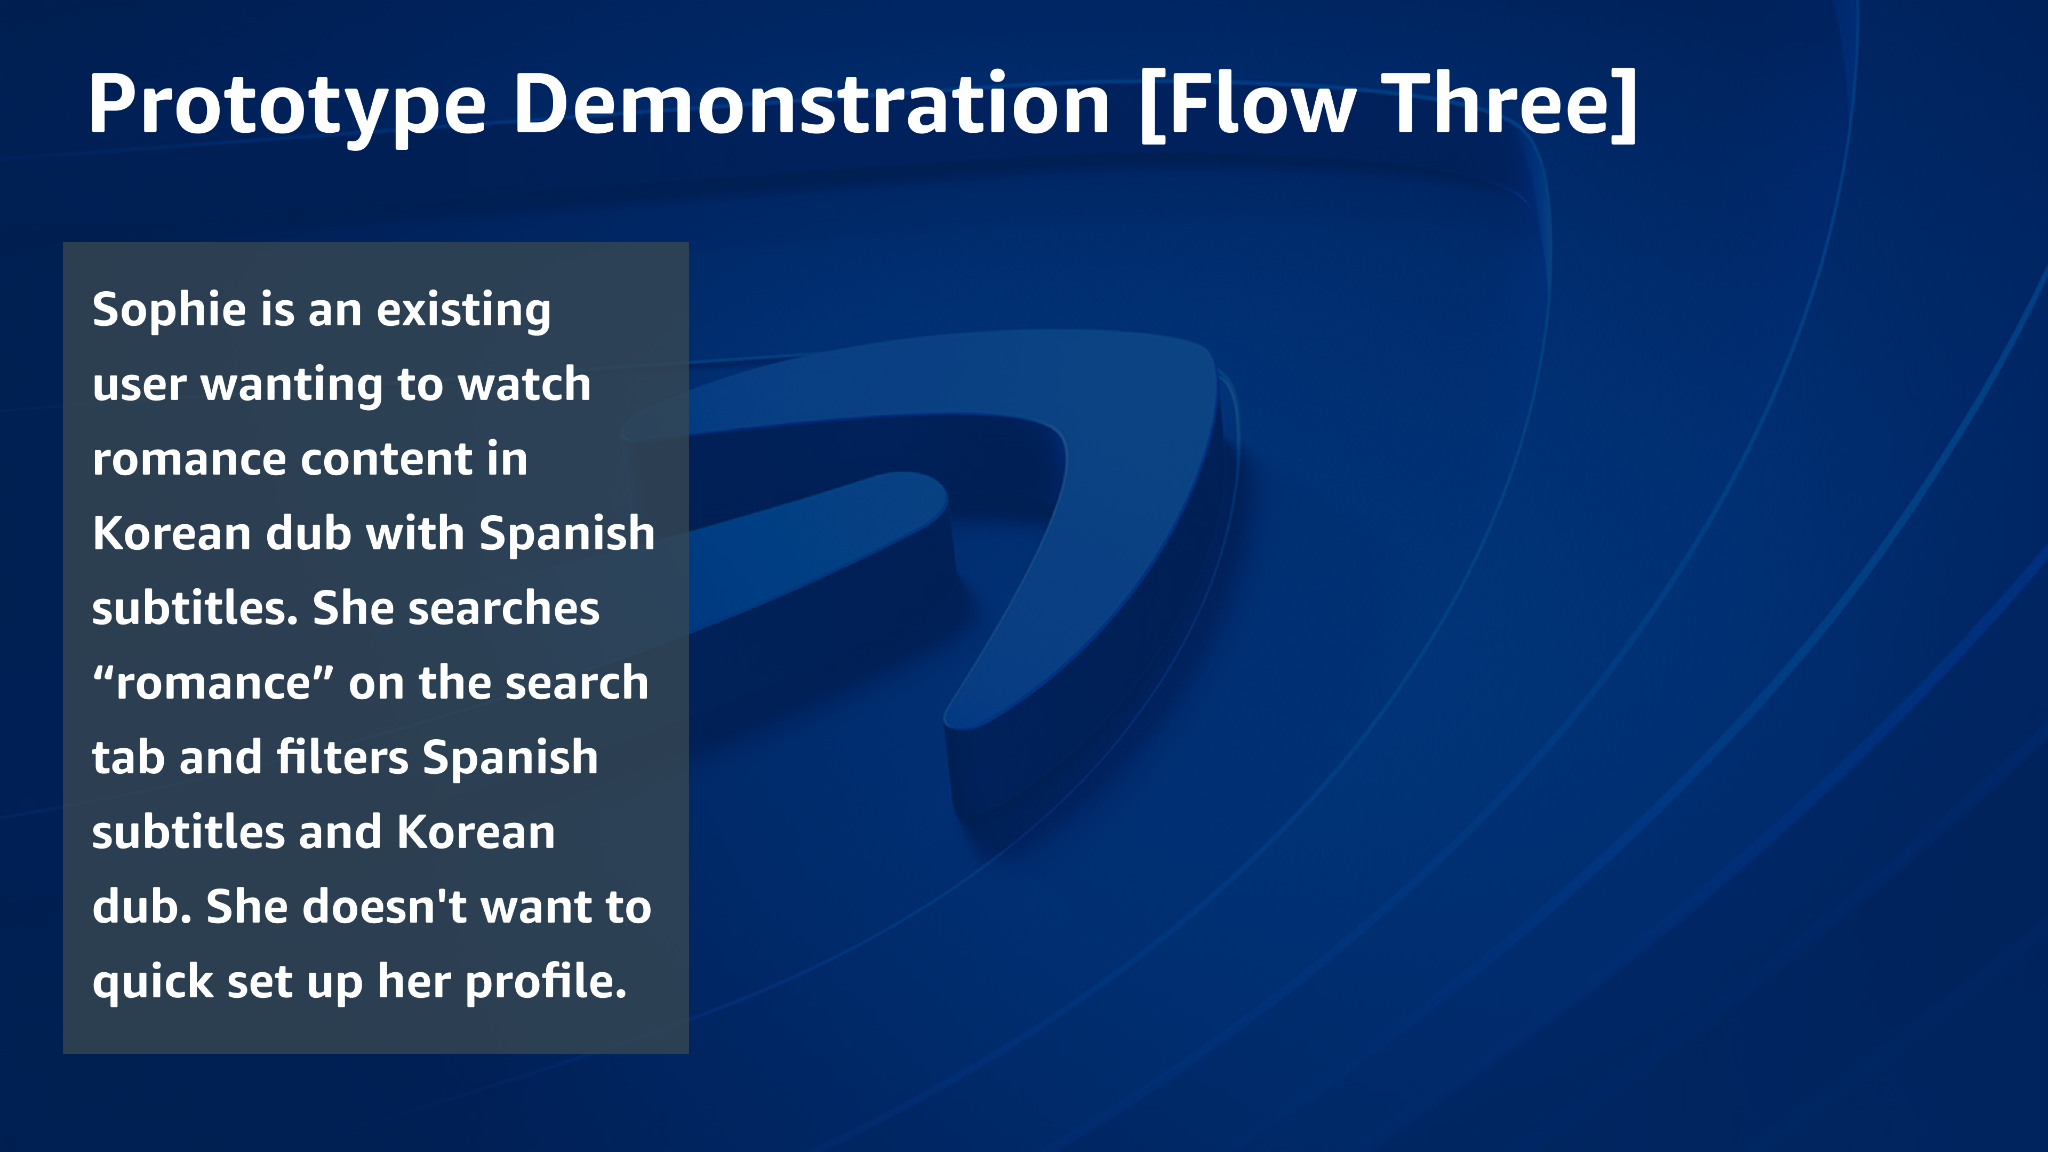 Prototype Demonstration [Flow Three]
Sophie is an existing
user wanting to watch
romance content in
Korean dub with Spanish
subtitles. She searches
“romance” on the search
tab and filters Spanish
subtitles and Korean
dub. She doesn't want to
quick set up her profile.